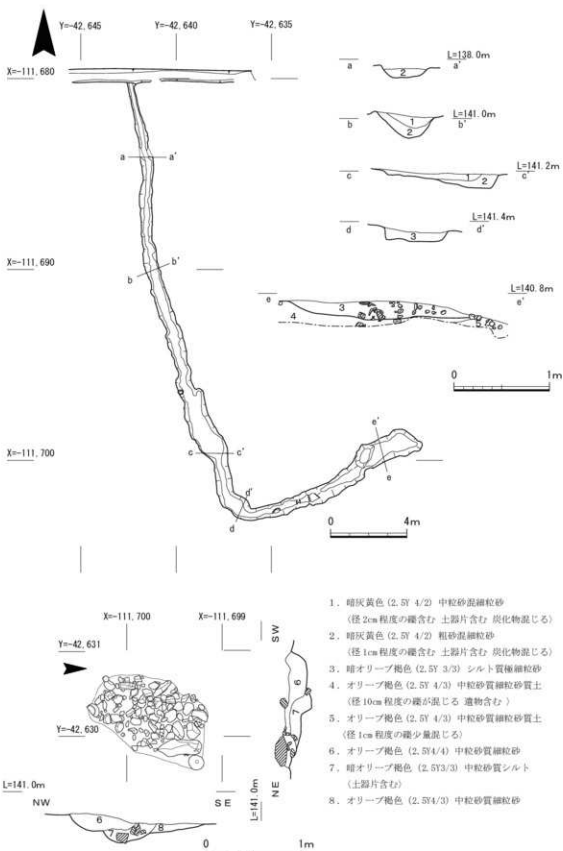 Y=-42,645 Y=-42,640 Y=-42,635
X=-111,680
X=-111,690
X=-111,700
a a'
b b'
c c'
d d'
e' e
0 4m
a 2 L=138.0m a'
b 1 2 L=141.0m b'
c 1 2 L=141.2m c'
d 3 L=141.4m d'
e 4 3 5 L=140.8m e'
0 1m
X=-111,700 X=-111,699
Y=-42,631
Y=-42,630
SW
6
NE
L=141.0m
L=141.0m
NW SE
6 7 8
0 1m
1. 暗灰黄色 (2.5Y 4/2) 中粒砂混細粒砂
(径2cm程度の礫含む 土器片含む 炭化物混じる)
2. 暗灰黄色 (2.5Y 4/2) 粗砂混細粒砂
(径1cm程度の礫含む 土器片含む 炭化物混じる)
3. 暗オリーブ褐色 (2.5Y 3/3) シルト質極細粒砂
4. オリーブ褐色 (2.5Y 4/3) 中粒砂質細粒砂質土
(径10cm程度の礫が混じる 遺物含む )
5. オリーブ褐色 (2.5Y 4/3) 中粒砂質細粒砂質土
(径1cm程度の礫少量混じる)
6. オリーブ褐色 (2.5Y4/4) 中粒砂質細粒砂
7. 暗オリーブ褐色 (2.5Y3/3) 中粒砂質シルト
(土器片含む)
8. オリーブ褐色 (2.5Y4/3) 中粒砂質細粒砂